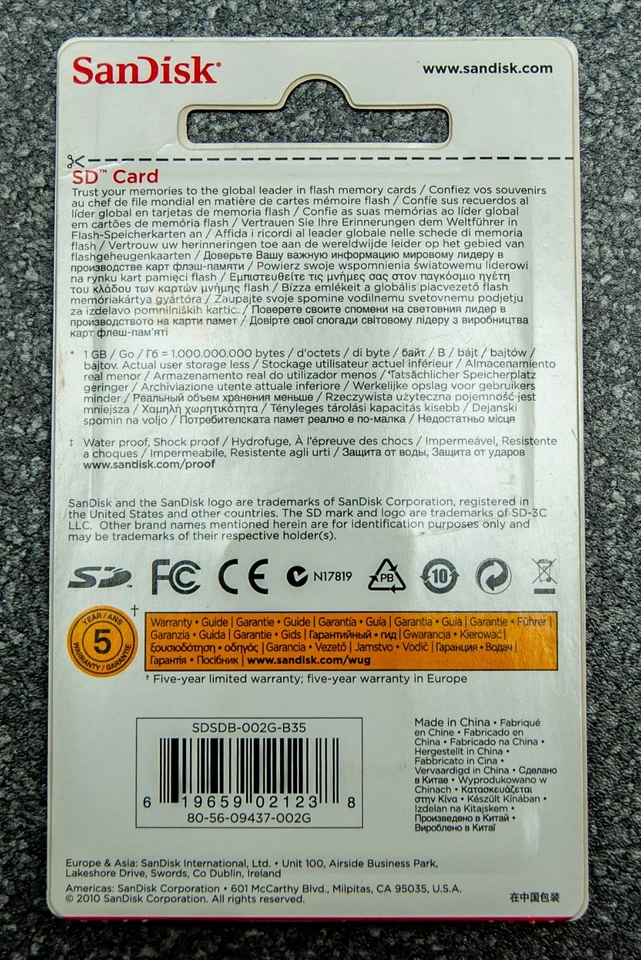 SanDisk®
www.sandisk.com
SD™ Card
Trust your memories to the global leader in flash memory cards / Confiez vos souvenirs
au chef de file mondial en matière de cartes mémoire flash / Confíe sus recuerdos al
líder global en tarjetas de memoria flash / Confie as suas memórias ao líder global
em cartões de memória flash / Vertrauen Sie Ihre Erinnerungen dem Weltführer in
Flash-Speicherkarten an / Affida i ricordi al leader globale nelle schede di memoria
flash / Vertrouw uw herinneringen toe aan de wereldwijde leider op het gebied van
flashgeheugenkaarten / Доверьте Вашу важную информацию мировому лидеру в
производстве карт флэш-памяти / Powierz swoje wspomnienia światowemu liderowi
na rynku kart pamięci flash / Εμπιστευθείτε τις μνήμες σας στον παγκόσμιο ηγέτη
του κλάδου των καρτών μνήμης flash / Bízza emlékeit a globális piacvezető flash
memóriakártya gyártóra / Zaupajte svoje spomine vodilnemu svetovnemu podjetju
za izdelavo pomnilniških kartic. / Поверете своите спомени на световния лидер в
производството на карти памет / Довірте свої спогади світовому лідеру з виробництва
карт флеш-пам'яті
* 1 GB / Go / Гб = 1.000.000.000 bytes / d'octets / di byte / байт / B / bájt / bajtów /
bajtov. Actual user storage less / Stockage utilisateur actuel inférieur / Almacenamiento
real menor / Armazenamento real do utilizador menos / Tatsächlicher Speicherplatz
geringer / Archiviazione utente attuale inferiore / Werkelijke opslag voor gebruikers
minder / Реальный объем хранения меньше / Rzeczywista użyteczna pojemność jest
mniejsza / Χαμηλή χωρητικότητα / Tényleges tárolási kapacitás kisebb / Dejanski
spomin na voljo / Потребителската памет реално е по-малка / Недостатньо місця
‡ Water proof, Shock proof / Hydrofuge, À l'épreuve des chocs / Impermeável, Resistente
a choques / Impermeabile, Resistente agli urti / Защита от воды, Защита от ударов
www.sandisk.com/proof
SanDisk and the SanDisk logo are trademarks of SanDisk Corporation, registered in
the United States and other countries. The SD mark and logo are trademarks of SD-3C
LLC. Other brand names mentioned herein are for identification purposes only and
may be trademarks of their respective holder(s).
SD FC CE N17819 PB 10
YEAR / ANS
5
WARRANTY / GARANTIE
†
Warranty • Guide | Garantie • Guide | Garantía • Guía | Garantia • Guia | Garantie • Führer |
Garanzia • Guida | Garantie • Gids | Гарантийный • гид | Gwarancja • Kierować |
ξουσιοδότηση • οδηγός | Garancia • Vezető | Jamstvo • Vodič | Гаранция • Водач |
Гарантія • Посібник | www.sandisk.com/wug
† Five-year limited warranty; five-year warranty in Europe
SDSDB-002G-B35
6 19659 02123 8
80-56-09437-002G
Made in China • Fabriqué
en Chine • Fabricado en
China • Fabricado na China •
Hergestellt in China •
Fabbricato in Cina •
Vervaardigd in China • Сделано
в Китае • Wyprodukowano w
Chinach • Κατασκευάζεται
στην Κίνα • Készült Kínában •
Izdelan na Kitajskem •
Произведено в Китай •
Вироблено в Китаї
Europe & Asia: SanDisk International, Ltd. • Unit 100, Airside Business Park,
Lakeshore Drive, Swords, Co Dublin, Ireland
Americas: SanDisk Corporation • 601 McCarthy Blvd., Milpitas, CA 95035, U.S.A.
© 2010 SanDisk Corporation. All rights reserved.
在中国包装